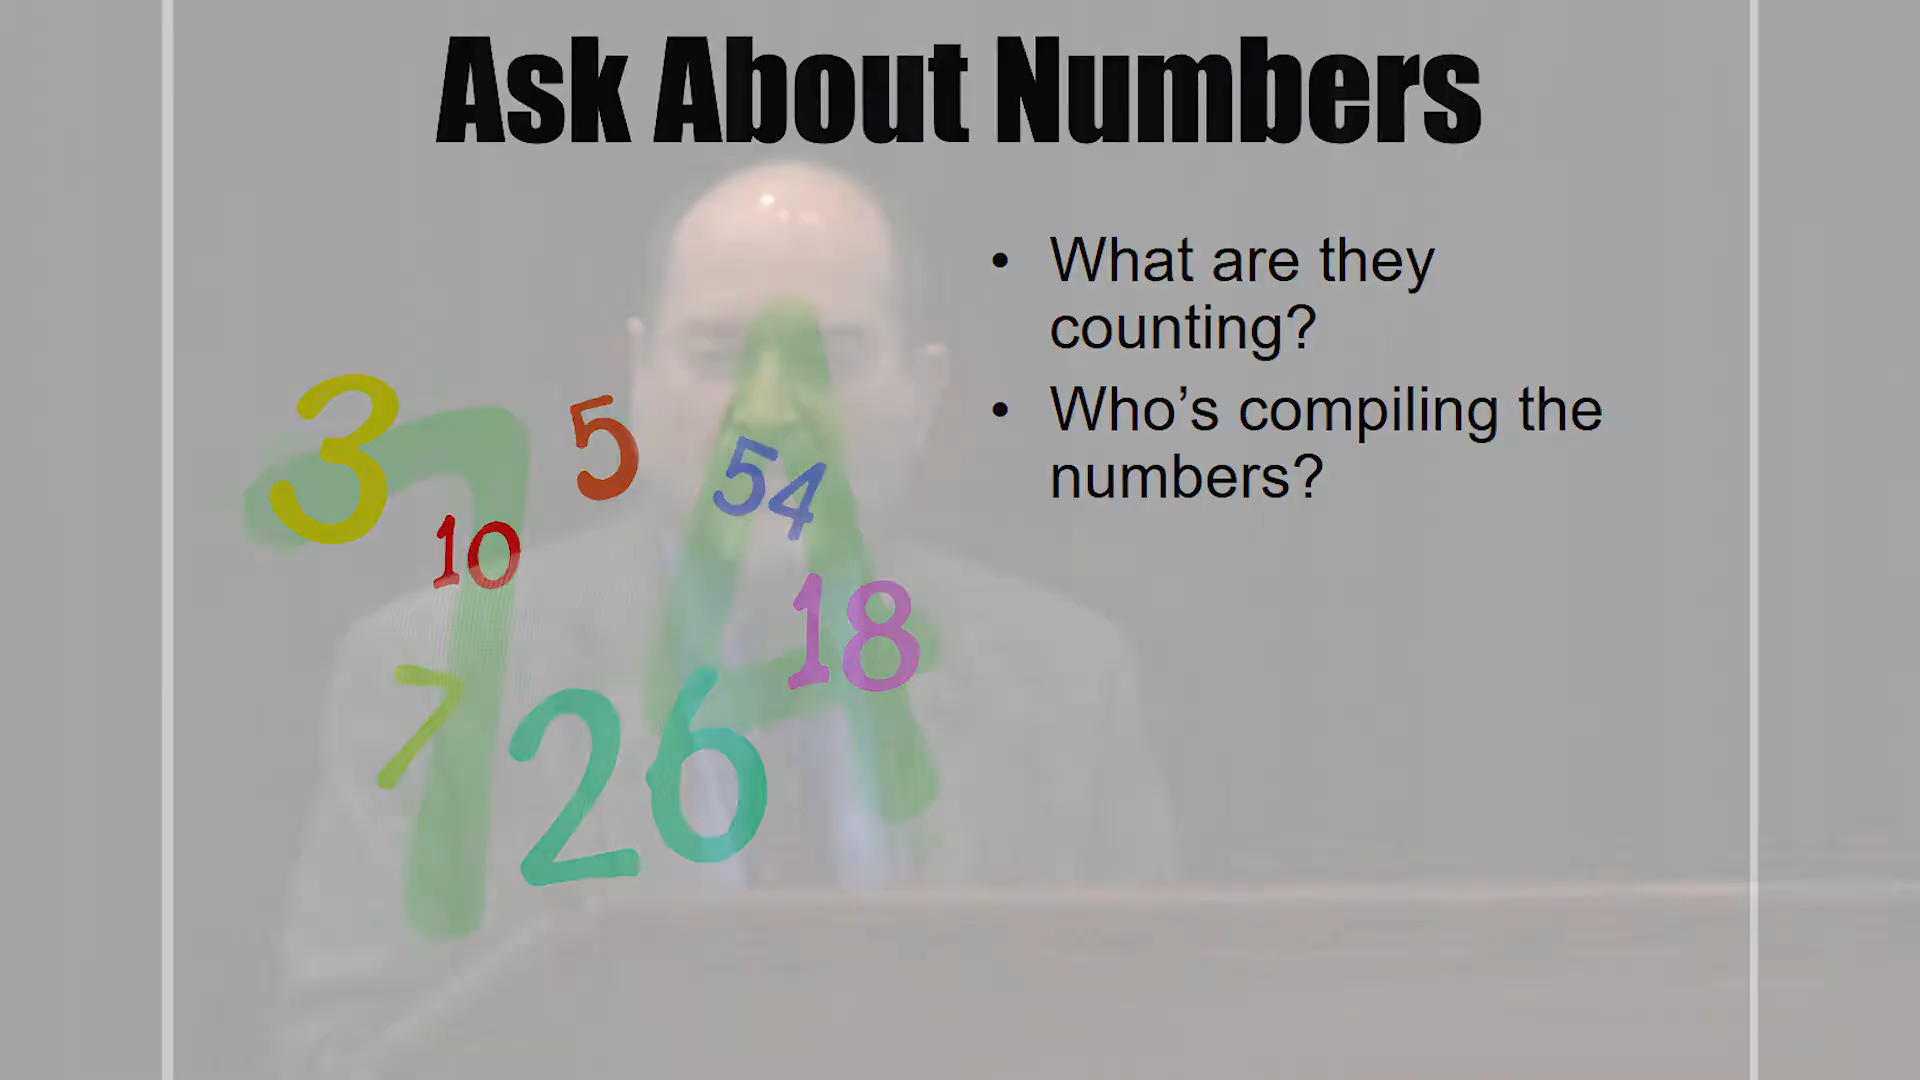 Ask About Numbers
• What are they
counting?
• Who’s compiling the
numbers?
3
5
54
10
18
7
26